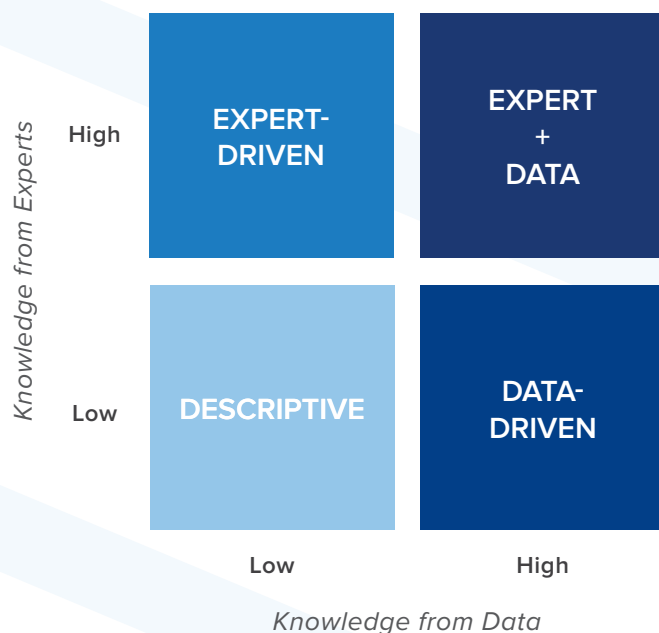 Knowledge from Experts
High
EXPERT-
DRIVEN
EXPERT
+
DATA
Low
DESCRIPTIVE
DATA-
DRIVEN
Low
High
Knowledge from Data